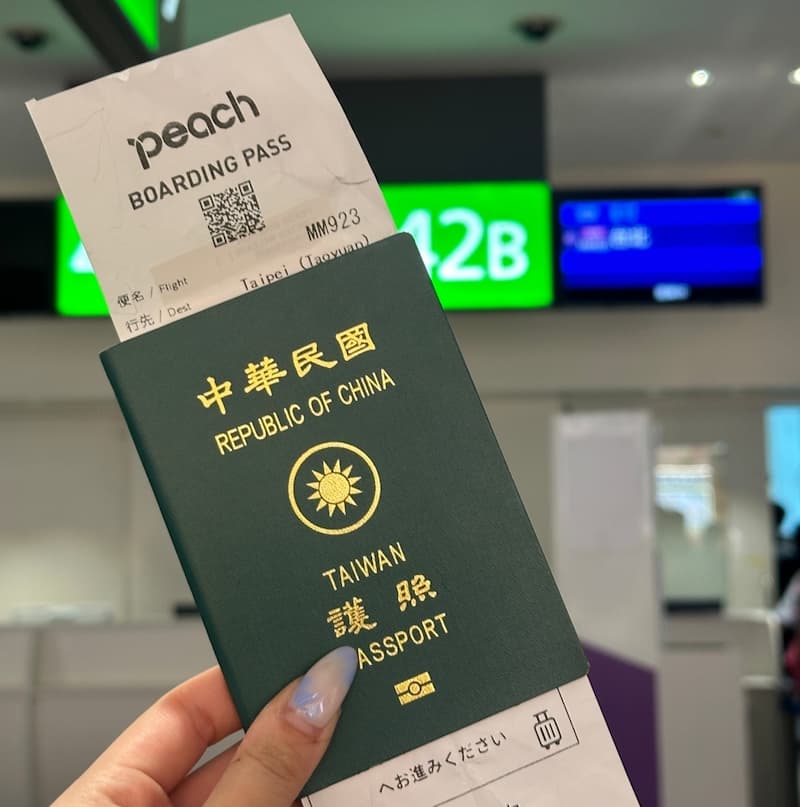 peach
BOARDING PASS
MM923
便名 / Flight
Taipei (Taoyuan)
行先 / Dest
42B
中華民國
REPUBLIC OF CHINA
TAIWAN
護照
ASSPORT
へお進みください